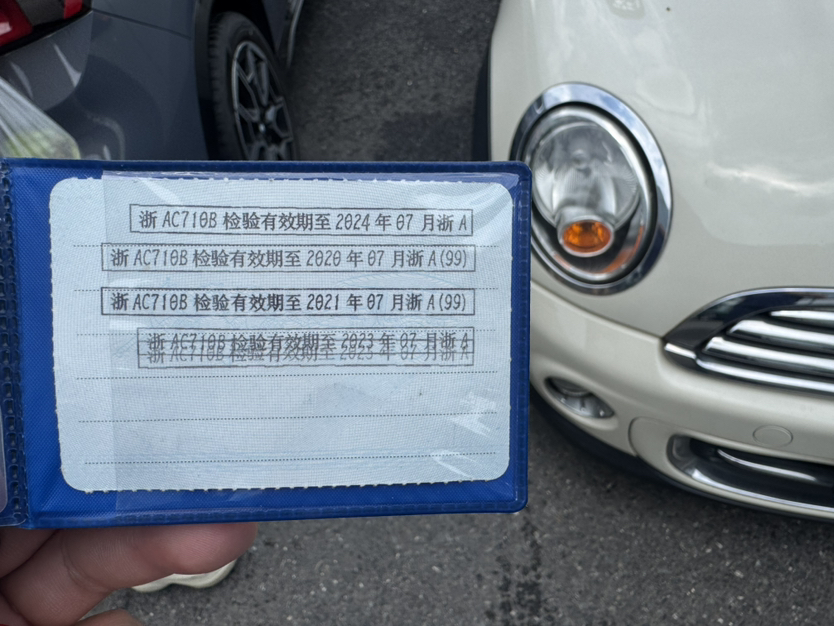 浙 AC710B 检验有效期至 2024 年 07 月浙 A
浙 AC710B 检验有效期至 2020 年 07 月浙 A(99)
浙 AC710B 检验有效期至 2021 年 07 月浙 A(99)
浙 AC710B 检验有效期至 2023 年 07 月浙 A